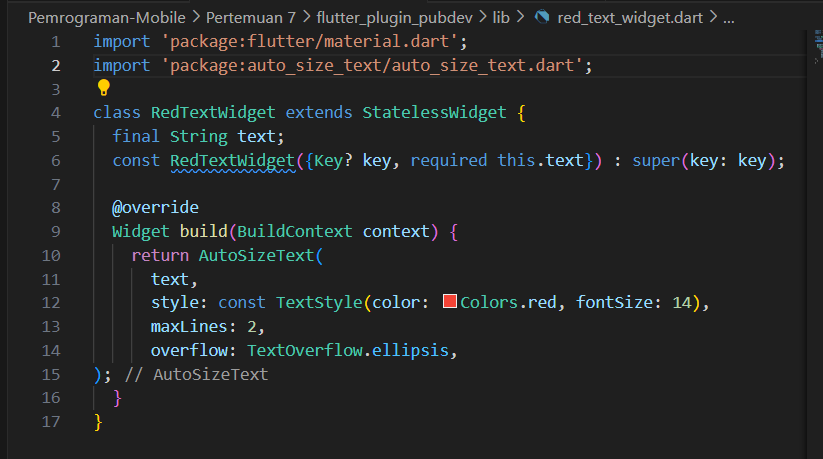 Pemrograman-Mobile > Pertemuan 7 > flutter_plugin_pubdev > lib > red_text_widget.dart > ...
1 import 'package:flutter/material.dart';
2 import 'package:auto_size_text/auto_size_text.dart';
3
4 class RedTextWidget extends StatelessWidget {
5   final String text;
6   const RedTextWidget({Key? key, required this.text}) : super(key: key);
7
8   @override
9   Widget build(BuildContext context) {
10     return AutoSizeText(
11       text,
12       style: const TextStyle(color: Colors.red, fontSize: 14),
13       maxLines: 2,
14       overflow: TextOverflow.ellipsis,
15 ); // AutoSizeText
16   }
17 }